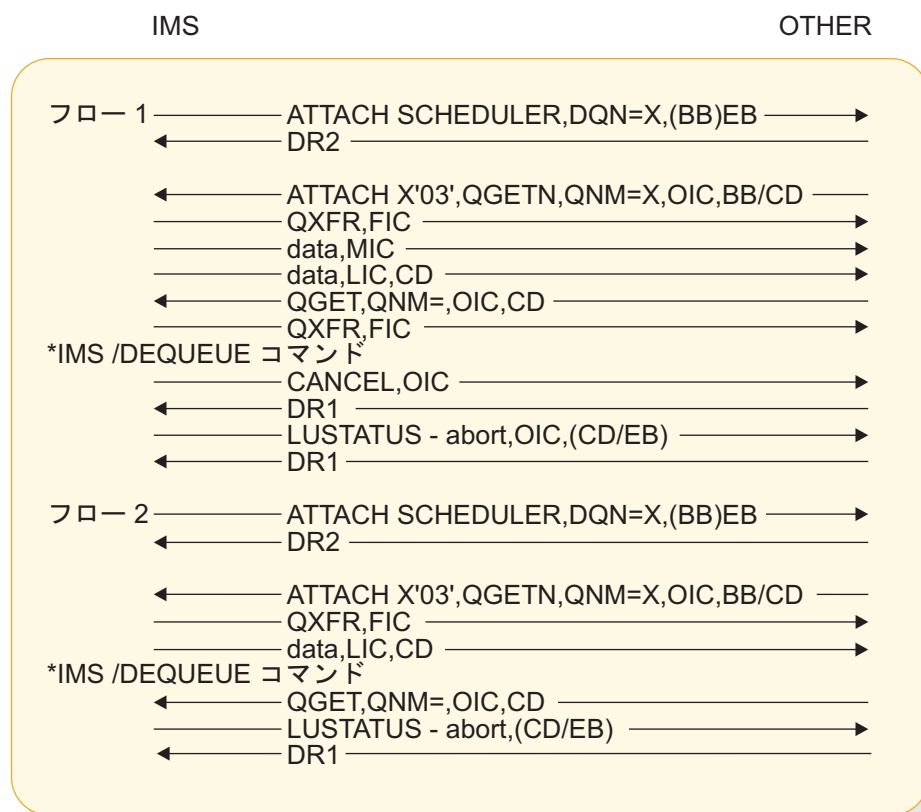 IMS OTHER
フロー 1 ATTACH SCHEDULER,DQN=X,(BB)EB
DR2
ATTACH X'03',QGETN,QNM=X,OIC,BB/CD
QXFR,FIC
data,MIC
data,LIC,CD
QGET,QNM=,OIC,CD
QXFR,FIC
*IMS /DEQUEUE コマンド
CANCEL,OIC
DR1
LUSTATUS - abort,OIC,(CD/EB)
DR1
フロー 2 ATTACH SCHEDULER,DQN=X,(BB)EB
DR2
ATTACH X'03',QGETN,QNM=X,OIC,BB/CD
QXFR,FIC
data,LIC,CD
*IMS /DEQUEUE コマンド
QGET,QNM=,OIC,CD
LUSTATUS - abort,(CD/EB)
DR1